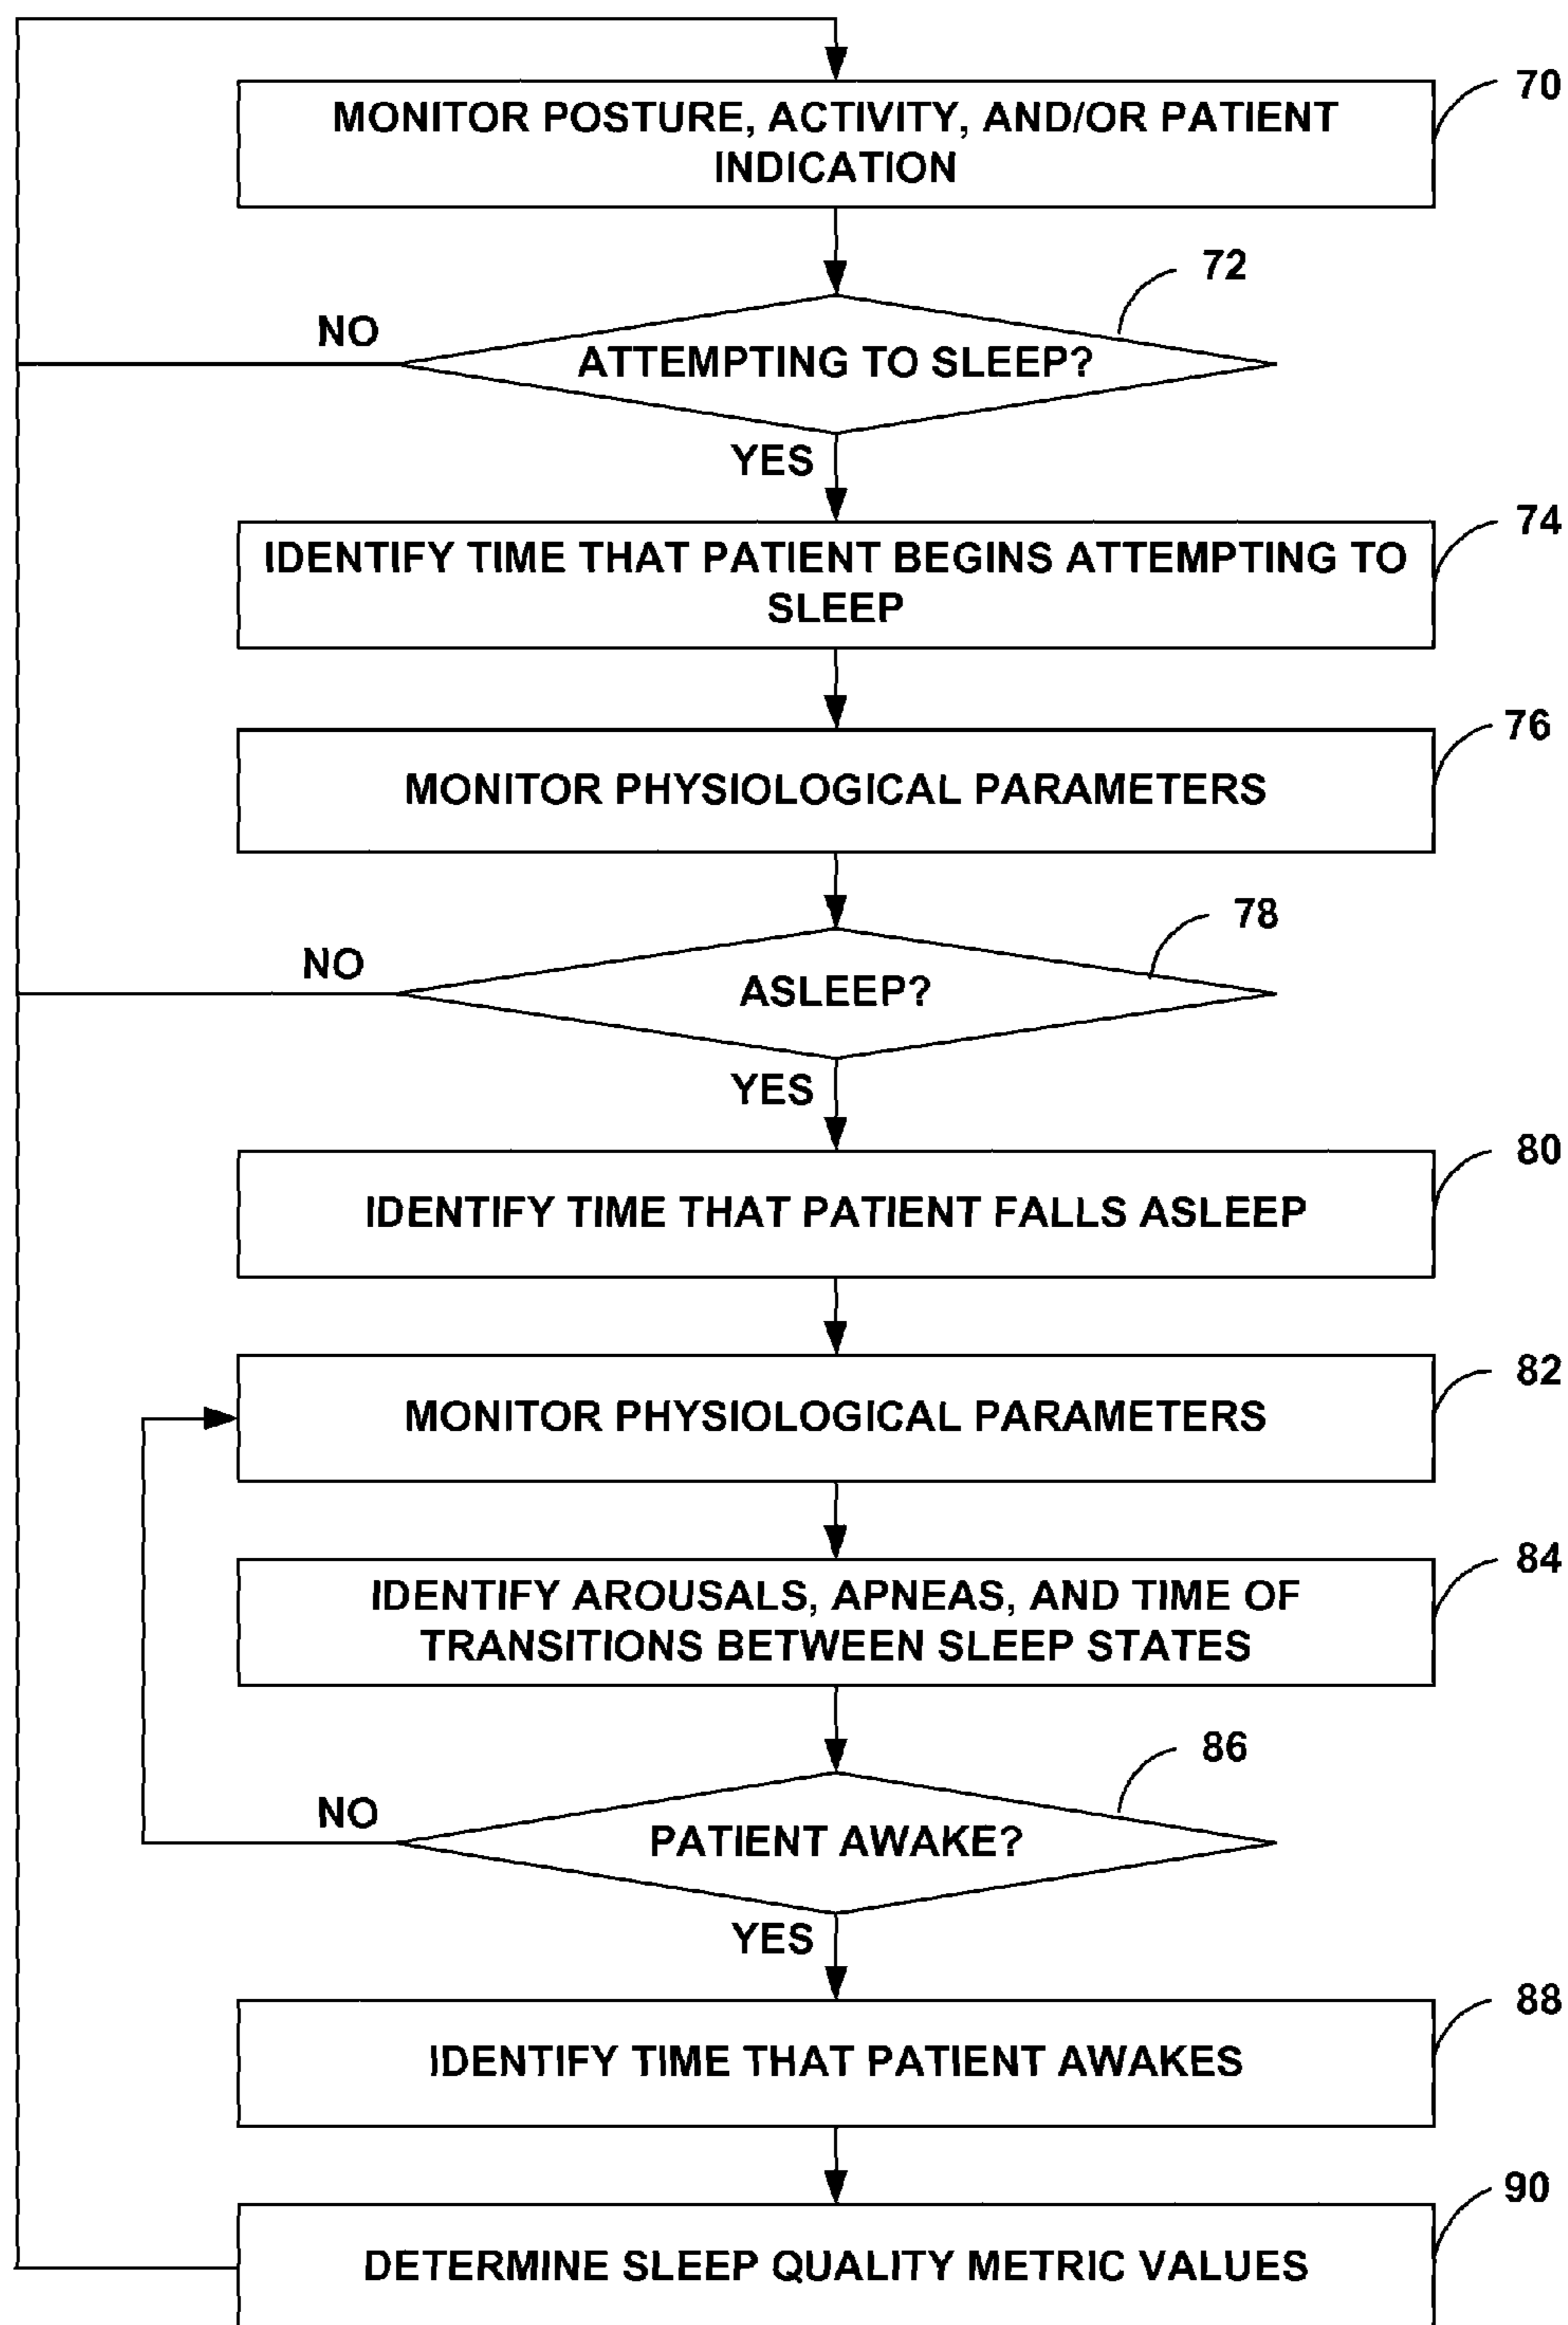 70
MONITOR POSTURE, ACTIVITY, AND/OR PATIENT
INDICATION
72
NO
ATTEMPTING TO SLEEP?
YES
74
IDENTIFY TIME THAT PATIENT BEGINS ATTEMPTING TO
SLEEP
76
MONITOR PHYSIOLOGICAL PARAMETERS
78
NO
ASLEEP?
YES
80
IDENTIFY TIME THAT PATIENT FALLS ASLEEP
82
MONITOR PHYSIOLOGICAL PARAMETERS
84
IDENTIFY AROUSALS, APNEAS, AND TIME OF
TRANSITIONS BETWEEN SLEEP STATES
86
NO
PATIENT AWAKE?
YES
88
IDENTIFY TIME THAT PATIENT AWAKES
90
DETERMINE SLEEP QUALITY METRIC VALUES